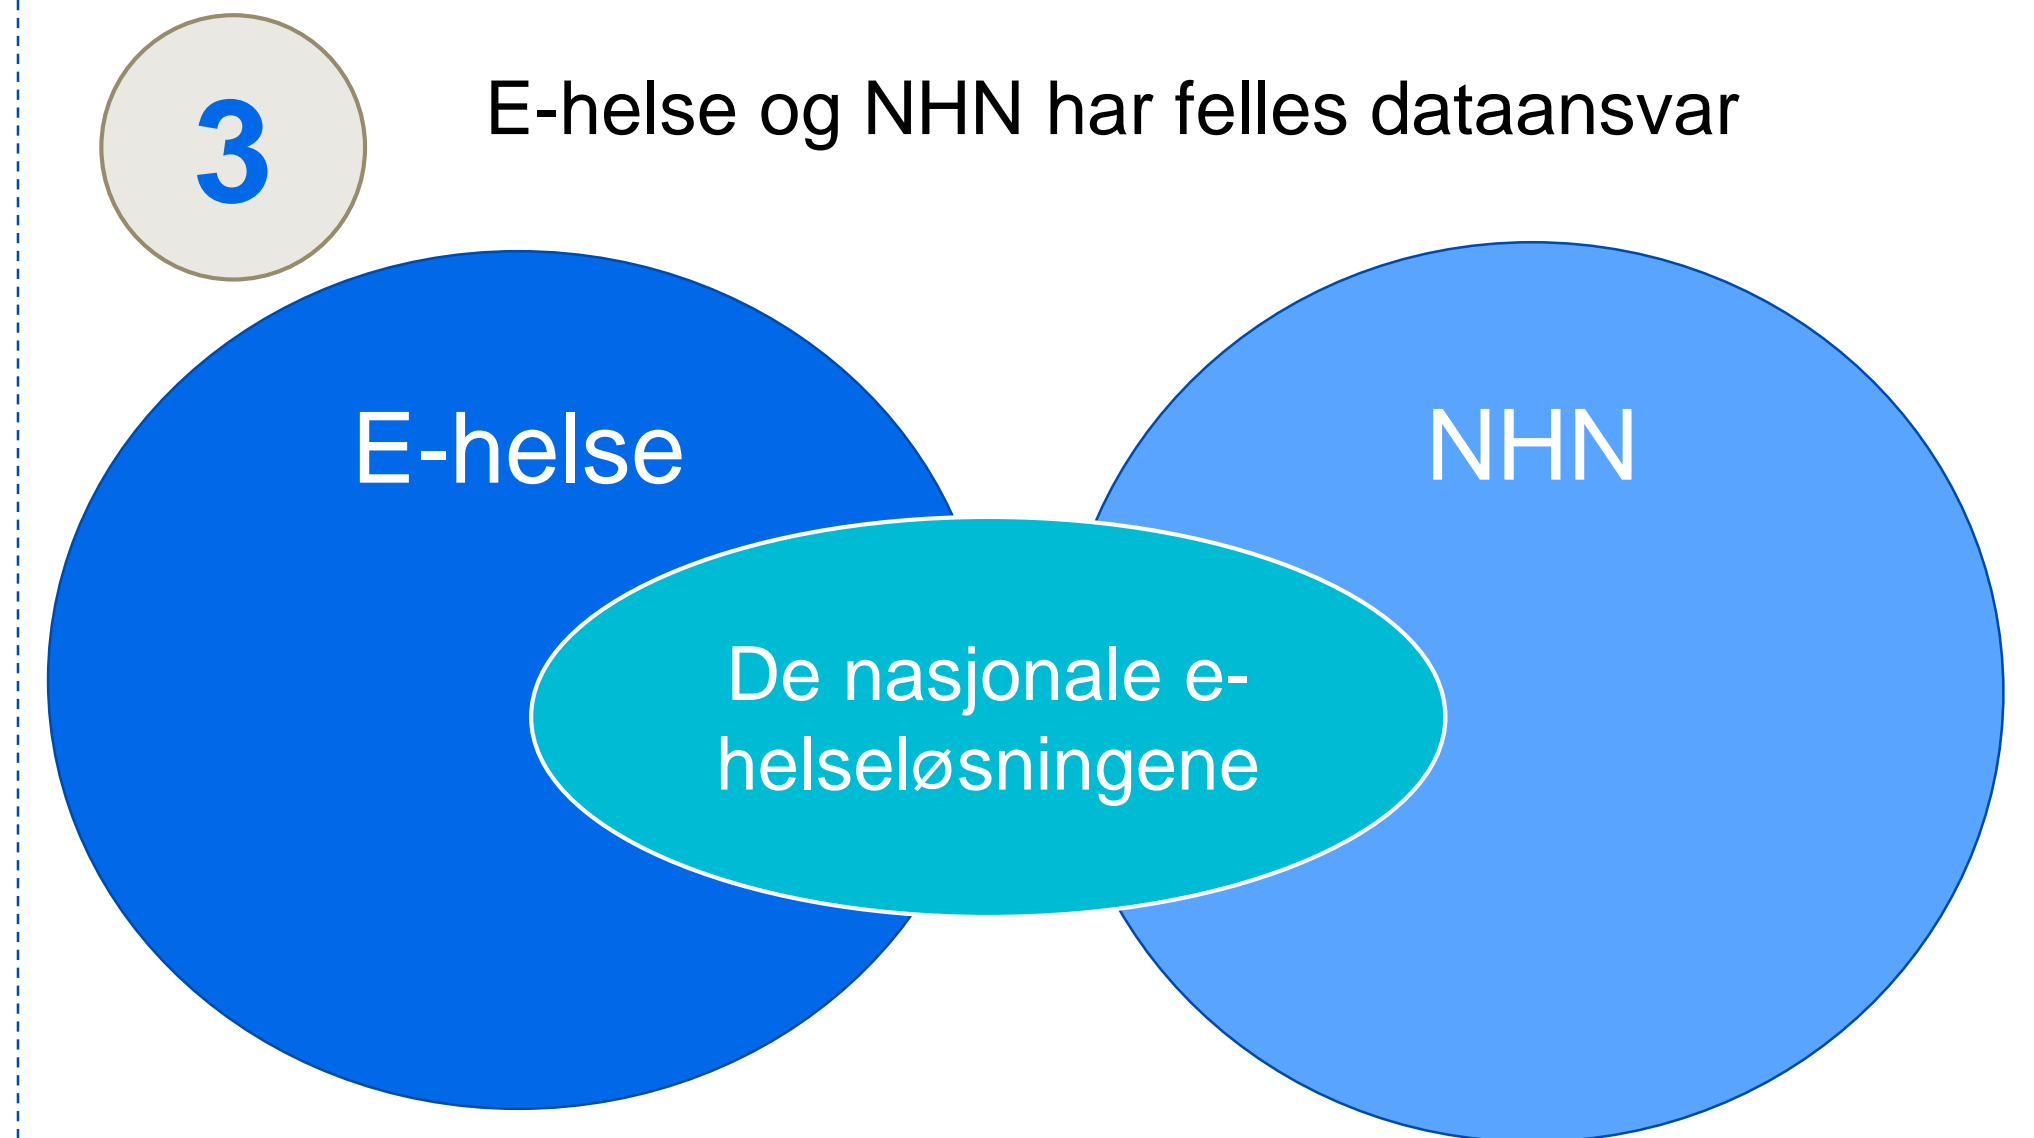 3
E-helse og NHN har felles dataansvar
E-helse
NHN
De nasjonale e-
helseløsningene